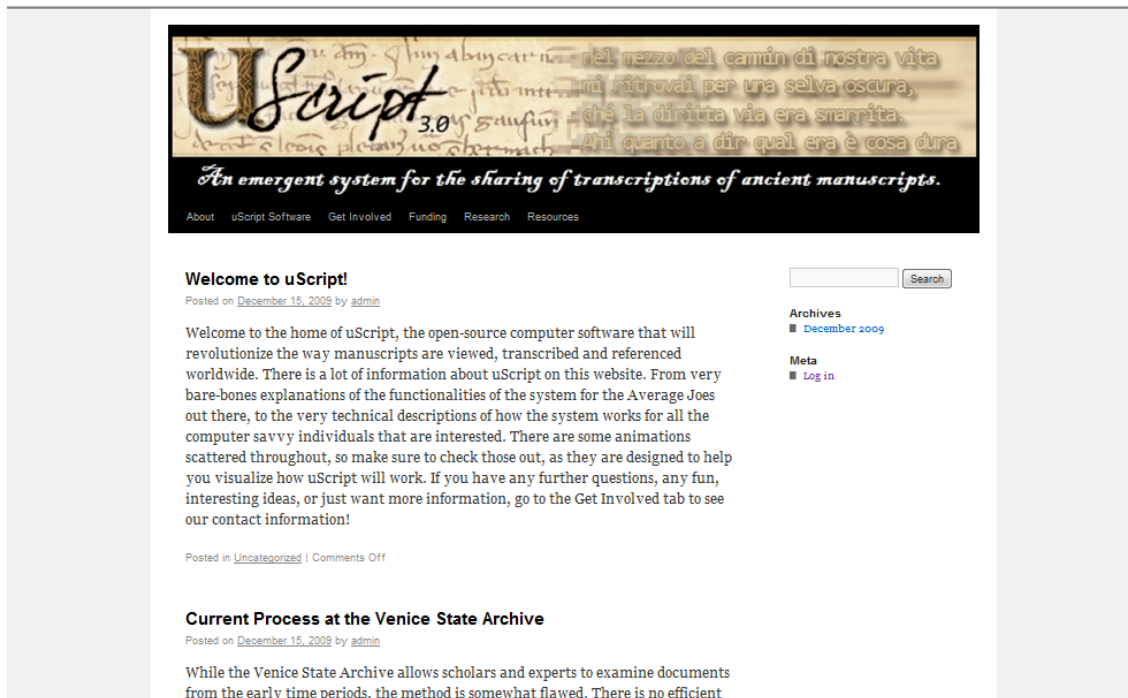 UScript 3.0
nel mezzo del cammin di nostra vita
mi ritrovai per una selva oscura,
ché la diritta via era smarrita.
Ahi quanto a dir qual era è cosa dura
An emergent system for the sharing of transcriptions of ancient manuscripts.
About uScript Software Get Involved Funding Research Resources
Welcome to uScript!
Posted on December 15, 2009 by admin
Welcome to the home of uScript, the open-source computer software that will
revolutionize the way manuscripts are viewed, transcribed and referenced
worldwide. There is a lot of information about uScript on this website. From very
bare-bones explanations of the functionalities of the system for the Average Joes
out there, to the very technical descriptions of how the system works for all the
computer savvy individuals that are interested. There are some animations
scattered throughout, so make sure to check those out, as they are designed to help
you visualize how uScript will work. If you have any further questions, any fun,
interesting ideas, or just want more information, go to the Get Involved tab to see
our contact information!
Posted in Uncategorized | Comments Off
Current Process at the Venice State Archive
Posted on December 15, 2009 by admin
While the Venice State Archive allows scholars and experts to examine documents
from the early time periods, the method is somewhat flawed. There is no efficient
Search
Archives
December 2009
Meta
Log in